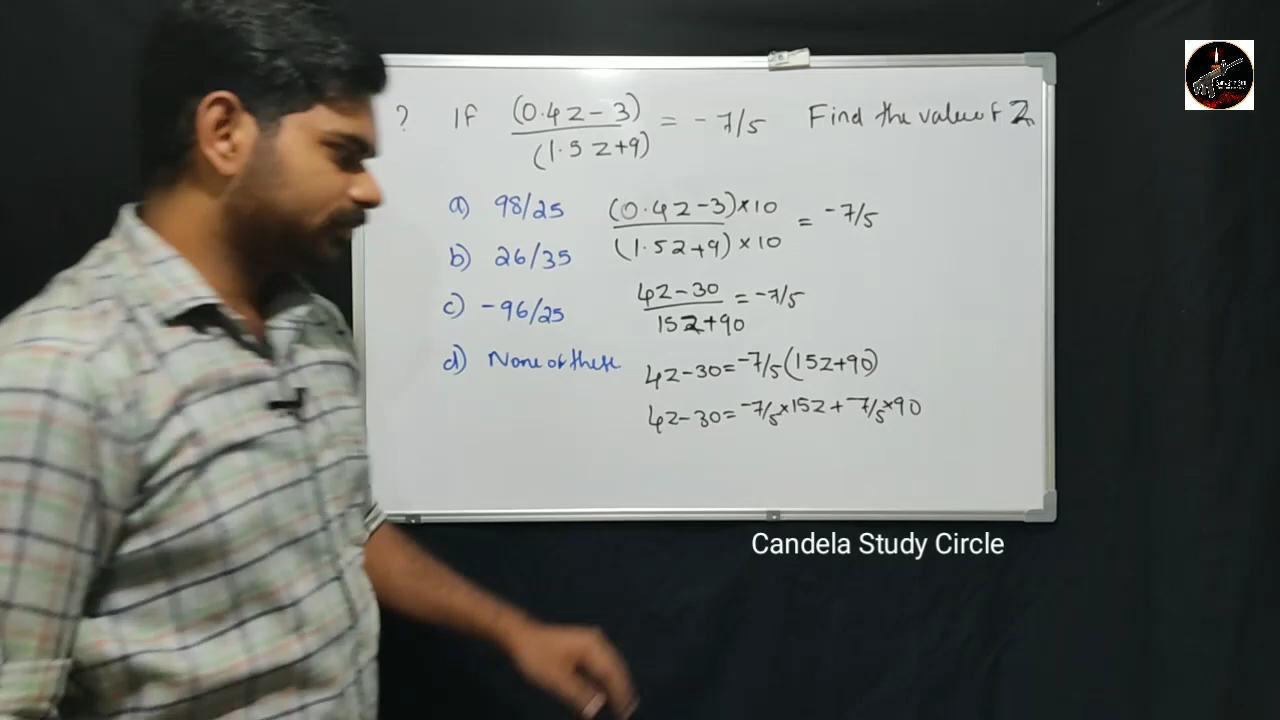 ? If (0.4z-3)/(1.5z+9) = -7/5 Find the value of z
a) 98/25
b) 26/35
c) -96/25
d) None of these
(0.4z-3)×10/(1.5z+9)×10 = -7/5
4z-30/15z+90 = -7/5
4z-30=-7/5(15z+90)
4z-30=-7/5×15z+-7/5×90
Candela Study Circle